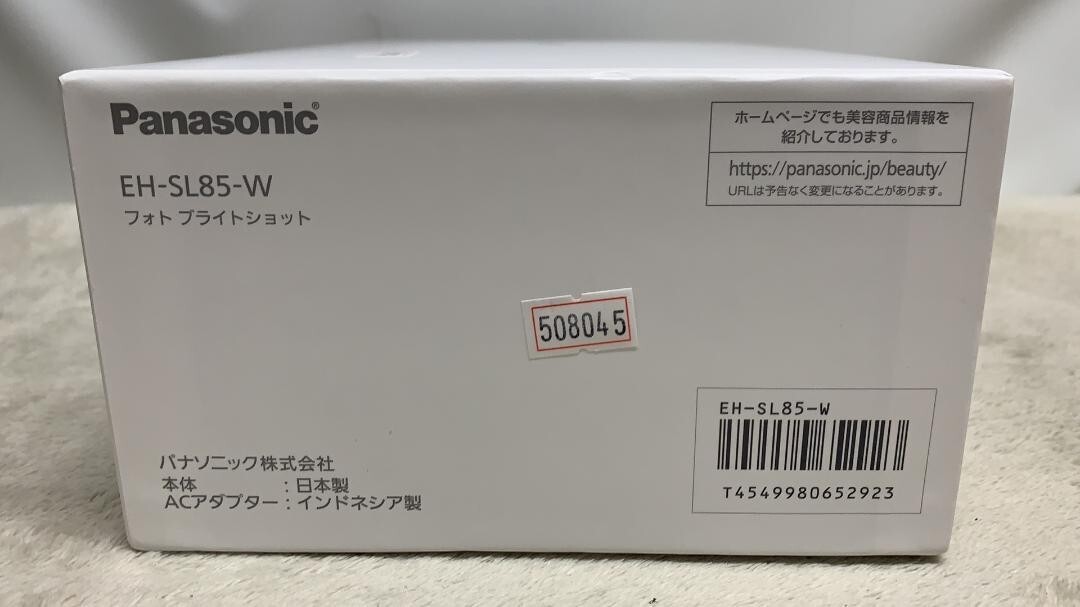 Panasonic®
EH-SL85-W
フォト ブライトショット
ホームページでも美容商品情報を
紹介しております。
https://panasonic.jp/beauty/
URLは予告なく変更になることがあります。
508045
EH-SL85-W
T4549980652923
パナソニック株式会社
本体 : 日本製
ACアダプター : インドネシア製